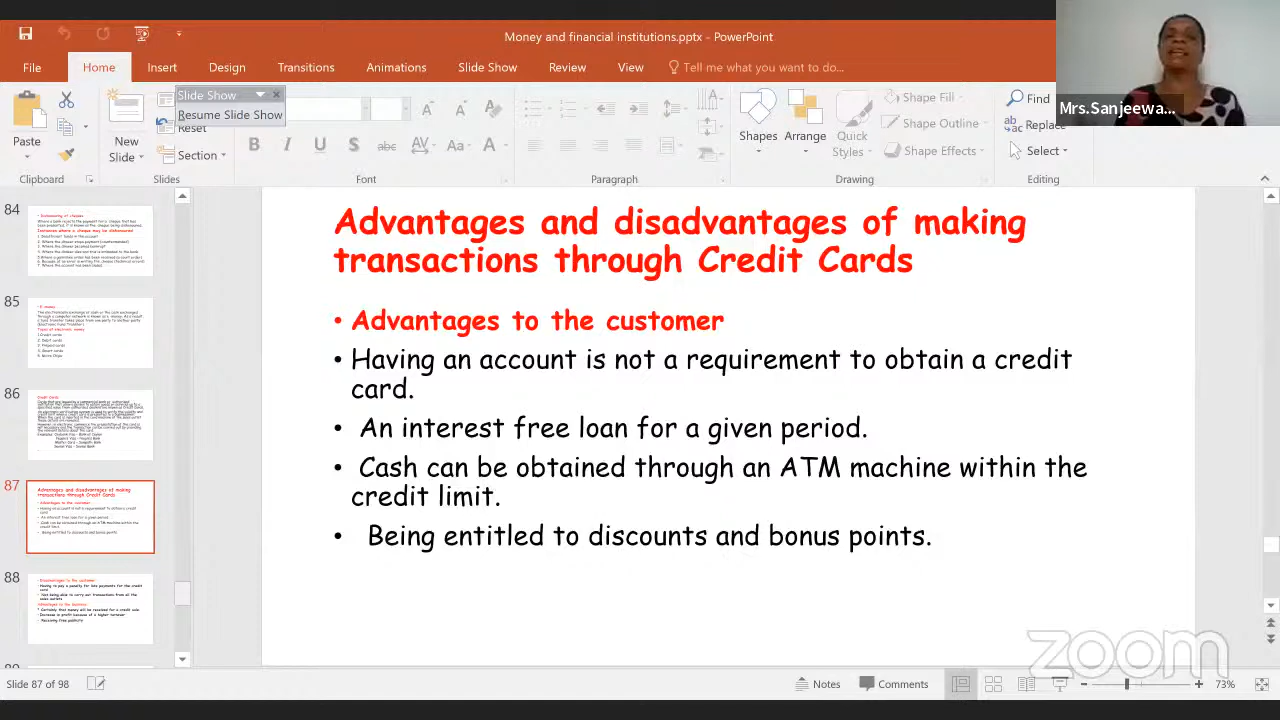 Money and financial institutions.pptx - PowerPoint
File Home Insert Design Transitions Animations Slide Show Review View Tell me what you want to do...
Mrs.Sanjeewa...
Slide Show
Resume Slide Show
Reset
Paste
New
Slide
Section
Shapes
Arrange
Quick
Styles
Shape Fill
Shape Outline
Shape Effects
Find
Replace
Select
Clipboard Slides Font Paragraph Drawing Editing
84
85
86
87
88
Advantages and disadvantages of making
transactions through Credit Cards
• Advantages to the customer
• Having an account is not a requirement to obtain a credit
card.
• An interest free loan for a given period.
• Cash can be obtained through an ATM machine within the
credit limit.
• Being entitled to discounts and bonus points.
zoom
Slide 87 of 98
Notes
Comments
73%